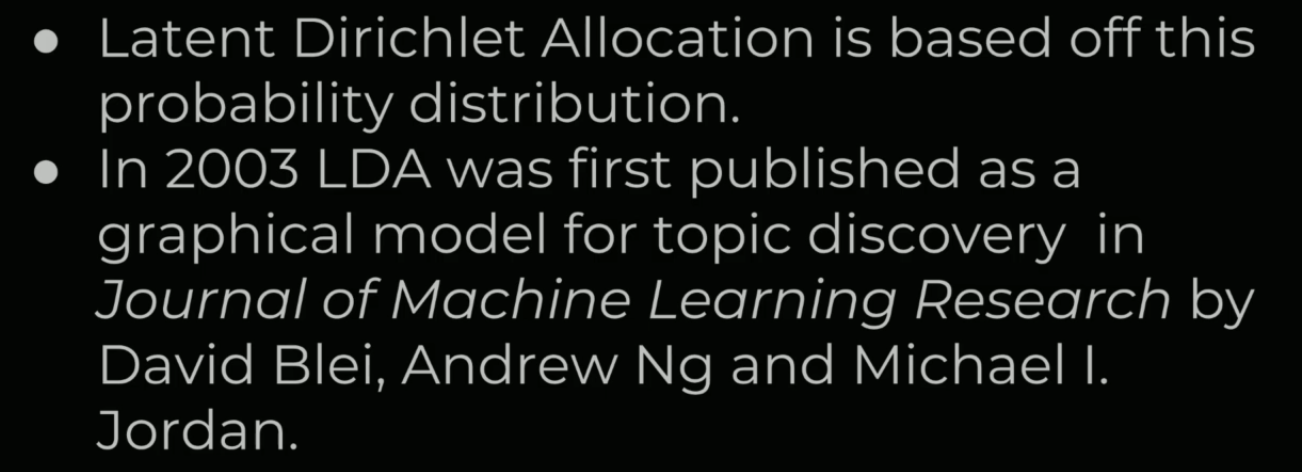 ● Latent Dirichlet Allocation is based off this
probability distribution.
● In 2003 LDA was first published as a
graphical model for topic discovery  in
Journal of Machine Learning Research by
David Blei, Andrew Ng and Michael I.
Jordan.